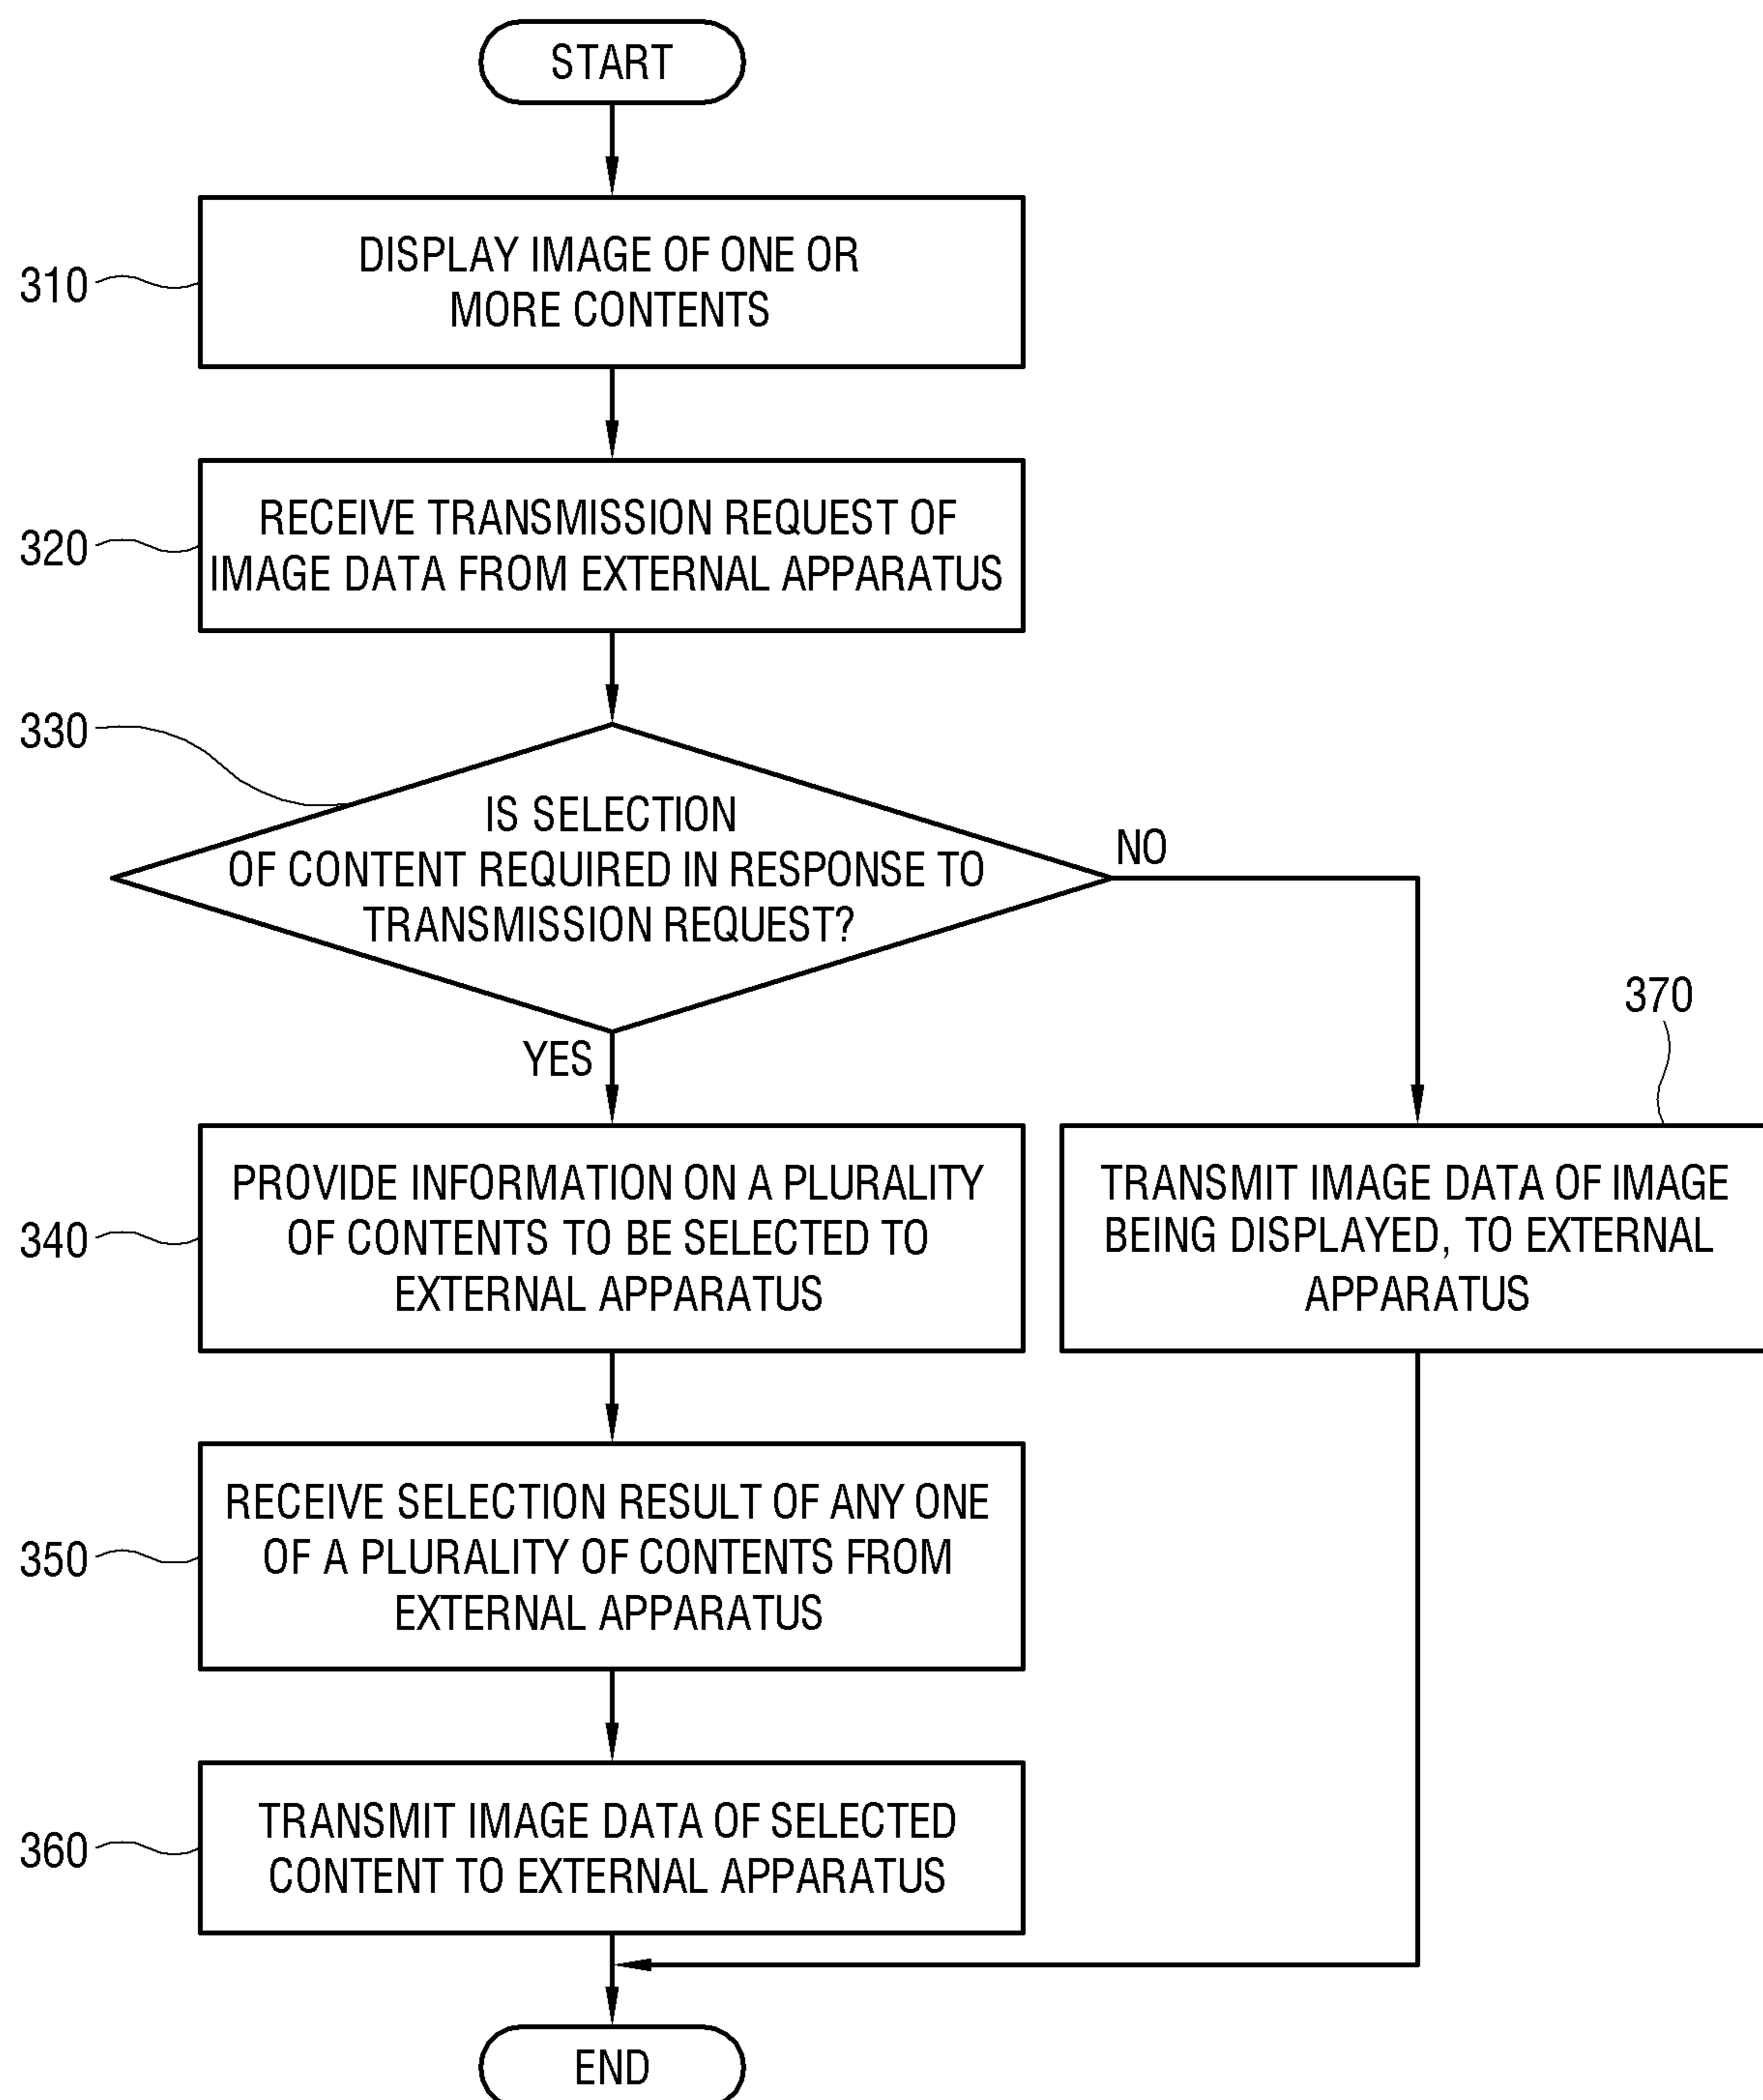 START
310
DISPLAY IMAGE OF ONE OR
MORE CONTENTS
320
RECEIVE TRANSMISSION REQUEST OF
IMAGE DATA FROM EXTERNAL APPARATUS
330
IS SELECTION
OF CONTENT REQUIRED IN RESPONSE TO
TRANSMISSION REQUEST?
NO
YES
340
PROVIDE INFORMATION ON A PLURALITY
OF CONTENTS TO BE SELECTED TO
EXTERNAL APPARATUS
370
TRANSMIT IMAGE DATA OF IMAGE
BEING DISPLAYED, TO EXTERNAL
APPARATUS
350
RECEIVE SELECTION RESULT OF ANY ONE
OF A PLURALITY OF CONTENTS FROM
EXTERNAL APPARATUS
360
TRANSMIT IMAGE DATA OF SELECTED
CONTENT TO EXTERNAL APPARATUS
END